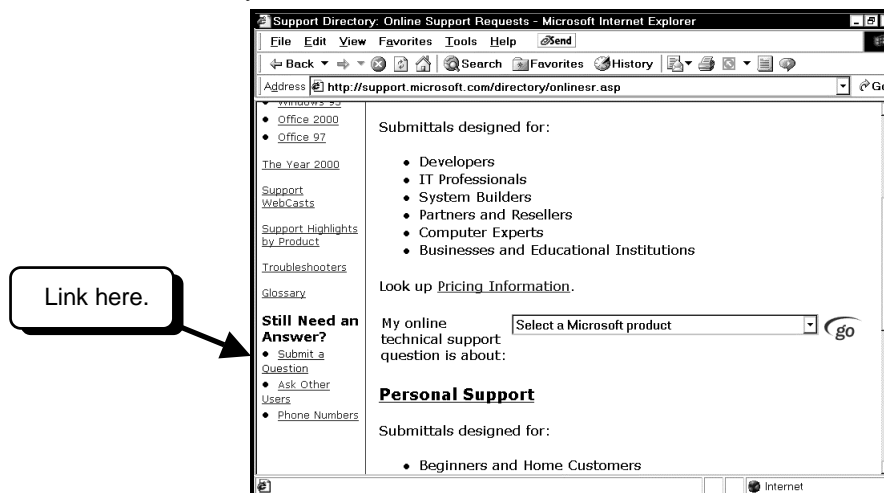 Support Directory: Online Support Requests - Microsoft Internet Explorer
File Edit View Favorites Tools Help Send
Back Search Favorites History
Address http://support.microsoft.com/directory/onlinesr.asp Go
Windows 95
• Office 2000
• Office 97
The Year 2000
Support
WebCasts
Support Highlights
by Product
Troubleshooters
Glossary
Still Need an
Answer?
• Submit a
Question
• Ask Other
Users
• Phone Numbers
Link here.
Submittals designed for:
• Developers
• IT Professionals
• System Builders
• Partners and Resellers
• Computer Experts
• Businesses and Educational Institutions
Look up Pricing Information.
My online
technical support
question is about:
Select a Microsoft product
go
Personal Support
Submittals designed for:
• Beginners and Home Customers
Internet